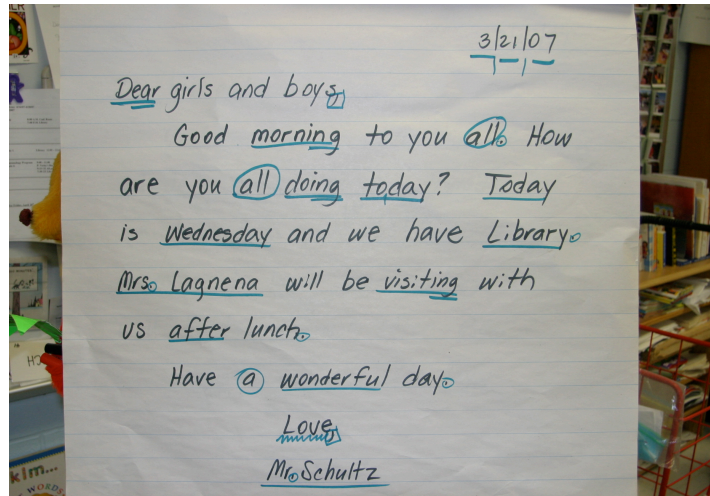 3/21/07
Dear girls and boys,
Good morning to you all. How
are you all doing today? Today
is Wednesday and we have Library.
Mrs. Lagnena will be visiting with
us after lunch.
Have a wonderful day.
Love,
Mr. Schultz
klm...
WORDS